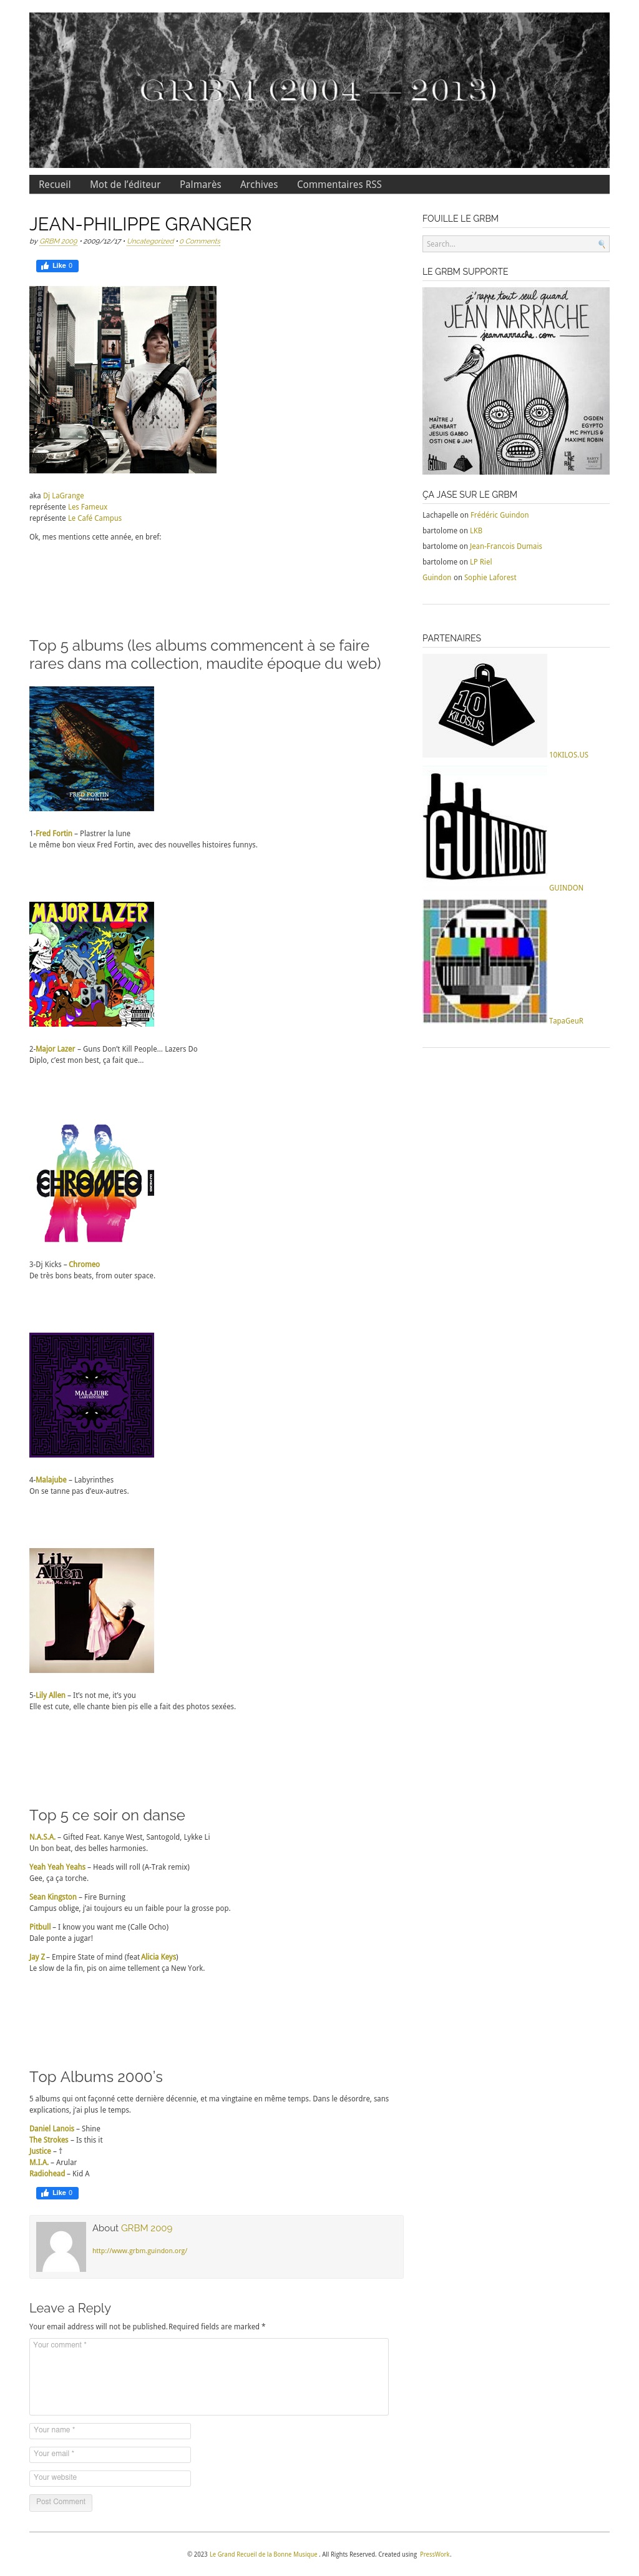 GRBM (2004 — 2013)
Recueil Mot de l'éditeur Palmarès Archives Commentaires RSS
JEAN-PHILIPPE GRANGER
by GRBM 2009 • 2009/12/17 • Uncategorized • 0 Comments
Like 0
aka Dj LaGrange
représente Les Fameux
représente Le Café Campus
Ok, mes mentions cette année, en bref:
Top 5 albums (les albums commencent à se faire
rares dans ma collection, maudite époque du web)
FRED FORTIN
1-Fred Fortin – Plastrer la lune
Le même bon vieux Fred Fortin, avec des nouvelles histoires funnys.
MAJOR LAZER
2-Major Lazer – Guns Don't Kill People… Lazers Do
Diplo, c'est mon best, ça fait que…
CHROMEO
3-Dj Kicks – Chromeo
De très bons beats, from outer space.
MALAJUBE
LABYRINTHES
4-Malajube – Labyrinthes
On se tanne pas d'eux-autres.
Lily
Allen
It's Not Me, It's You
5-Lily Allen – It's not me, it's you
Elle est cute, elle chante bien pis elle a fait des photos sexées.
Top 5 ce soir on danse
N.A.S.A. – Gifted Feat. Kanye West, Santogold, Lykke Li
Un bon beat, des belles harmonies.
Yeah Yeah Yeahs – Heads will roll (A-Trak remix)
Gee, ça ça torche.
Sean Kingston – Fire Burning
Campus oblige, j'ai toujours eu un faible pour la grosse pop.
Pitbull – I know you want me (Calle Ocho)
Dale ponte a jugar!
Jay Z – Empire State of mind (feat Alicia Keys)
Le slow de la fin, pis on aime tellement ça New York.
Top Albums 2000's
5 albums qui ont façonné cette dernière décennie, et ma vingtaine en même temps. Dans le désordre, sans
explications, j'ai plus le temps.
Daniel Lanois – Shine
The Strokes – Is this it
Justice – †
M.I.A. – Arular
Radiohead – Kid A
Like 0
About GRBM 2009
http://www.grbm.guindon.org/
Leave a Reply
Your email address will not be published. Required fields are marked *
Your comment *
Your name *
Your email *
Your website
Post Comment
FOUILLE LE GRBM
Search...
LE GRBM SUPPORTE
j'rappe tout seul quand
JEAN NARRACHE
jeannarrache.com
MAÎTRE J
JEANBART
JESUIS GABBO
OSTI ONE & JAM
OGDEN
EGYPTO
MC PHYLIS &
MAXIME ROBIN
ÇA JASE SUR LE GRBM
Lachapelle on Frédéric Guindon
bartolome on LKB
bartolome on Jean-Francois Dumais
bartolome on LP Riel
Guindon on Sophie Laforest
PARTENAIRES
10
KILOS.US
10KILOS.US
GUINDON
GUINDON
TapaGeuR
© 2023 Le Grand Recueil de la Bonne Musique . All Rights Reserved. Created using PressWork.